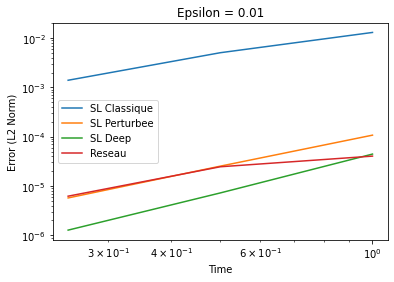 Epsilon = 0.01
Error (L2 Norm)
10⁻²
10⁻³
10⁻⁴
10⁻⁵
10⁻⁶
SL Classique
SL Perturbee
SL Deep
Reseau
3 × 10⁻¹ 4 × 10⁻¹ 6 × 10⁻¹ 10⁰
Time